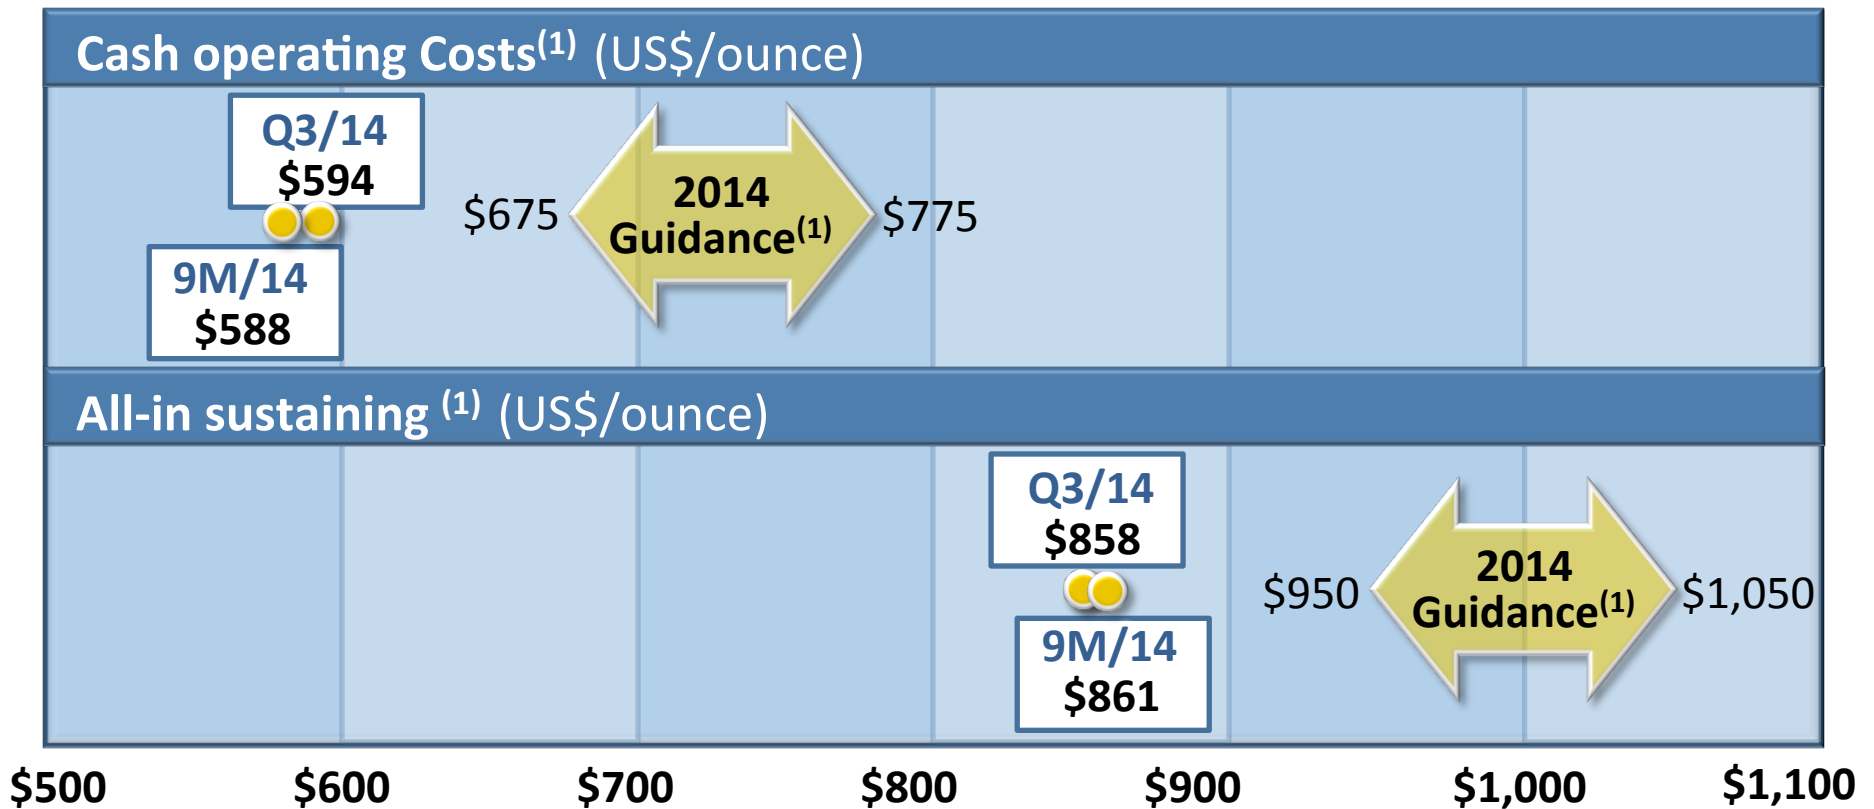 Cash operating Costs(1) (US$/ounce)
Q3/14
$594
9M/14
$588
$675
2014
Guidance(1)
$775
All-in sustaining (1) (US$/ounce)
Q3/14
$858
9M/14
$861
$950
2014
Guidance(1)
$1,050
$500 $600 $700 $800 $900 $1,000 $1,100